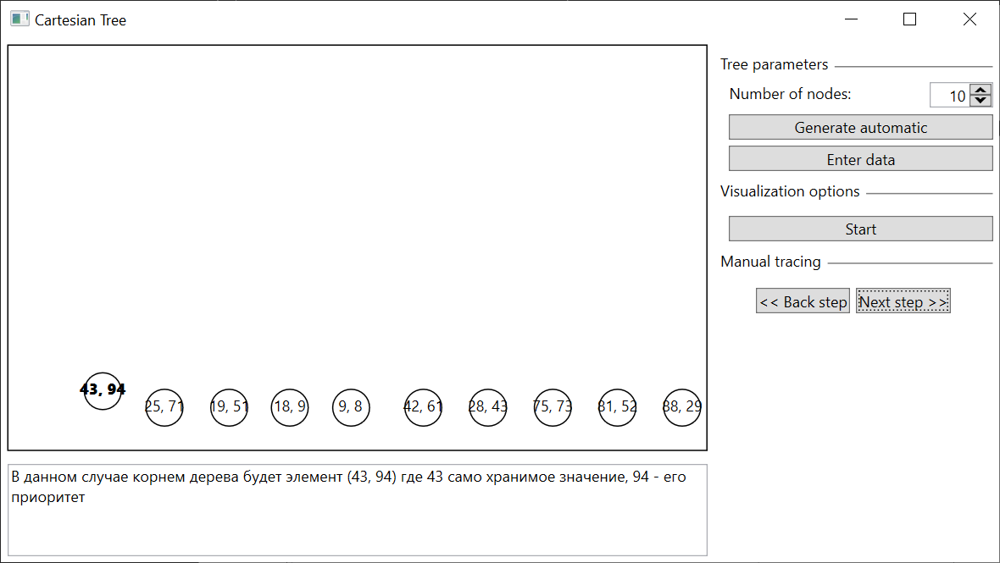 Cartesian Tree
Tree parameters
Number of nodes:
10
Generate automatic
Enter data
Visualization options
Start
Manual tracing
<< Back step
Next step >>
43, 94
25, 71
19, 51
18, 9
9, 8
42, 61
28, 43
75, 73
81, 52
88, 29
В данном случае корнем дерева будет элемент (43, 94) где 43 само хранимое значение, 94 - его
приоритет